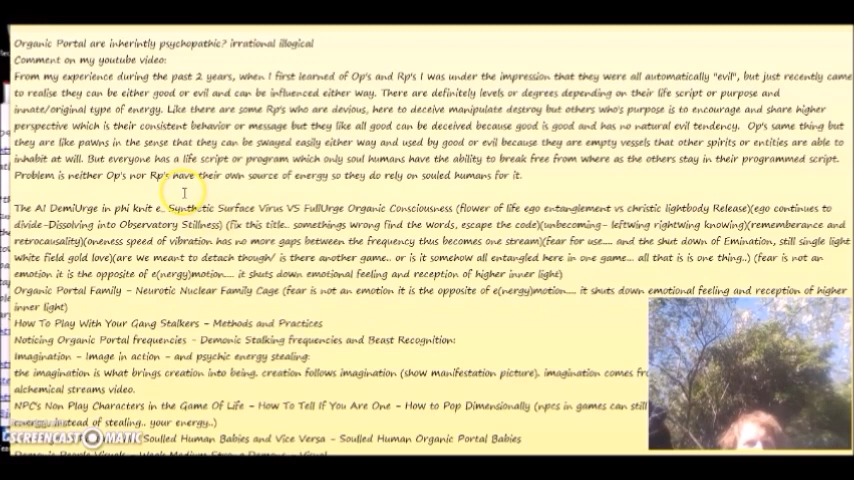 Organic Portal are inherintly psychopathic? irrational illogical
Comment on my youtube video:
From my experience during the past 2 years, when I first learned of Op's and Rp's I was under the impression that they were all automatically "evil", but just recently came
to realise they can be either good or evil and can be influenced either way. There are definitely levels or degrees depending on their life script or purpose and
innate/original type of energy. Like there are some Rp's who are devious, here to deceive manipulate destroy but others who's purpose is to encourage and share higher
perspective which is their consistent behavior or message but they like all good can be deceived because good is good and has no natural evil tendency. Op's same thing but
they are like pawns in the sense that they can be swayed easily either way and used by good or evil because they are empty vessels that other spirits or entities are able to
inhabit at will. But everyone has a life script or program which only soul humans have the ability to break free from where as the others stay in their programmed script.
Problem is neither Op's nor Rp's have their own source of energy so they do rely on souled humans for it.
The AI DemiUrge in phi knit e.. Synthetic Surface Virus VS FullUrge Organic Consciousness (flower of life ego entanglement vs christic lightbody Release)(ego continues to
divide-Dissolving into Observatory Stillness) (fix this title.. somethings wrong find the words, escape the code)(unbecoming- leftwing rightwing knowing)(rememberance and
retrocausality)(oneness speed of vibration has no more gaps between the frequency thus becomes one stream)(fear for use..... and the shut down of Emination, still single light
white field gold love)(are we meant to detach though/ is there another game.. or is it somehow all entangled here in one game... all that is is one thing..) (fear is not an
emotion it is the opposite of e(nergy)motion..... it shuts down emotional feeling and reception of higher inner light)
Organic Portal Family - Neurotic Nuclear Family Cage (fear is not an emotion it is the opposite of e(nergy)motion..... it shuts down emotional feeling and reception of higher
inner light)
How To Play With Your Gang Stalkers - Methods and Practices
Noticing Organic Portal frequencies - Demonic Stalking frequencies and Beast Recognition:
Imagination - Image in action - and psychic energy stealing:
the imagination is what brings creation into being. creation follows imagination (show manifestation picture). imagination comes fro
alchemical streams video.
NPC's Non Play Characters in the Game Of Life - How To Tell If You Are One - How to Pop Dimensionally (npcs in games can still
energy instead of stealing.. your energy..)
SCREENCAST-O-MATIC Soulled Human Babies and Vice Versa - Soulled Human Organic Portal Babies
Demonic People Visuals - Weak Medium Strong Demons - Visual